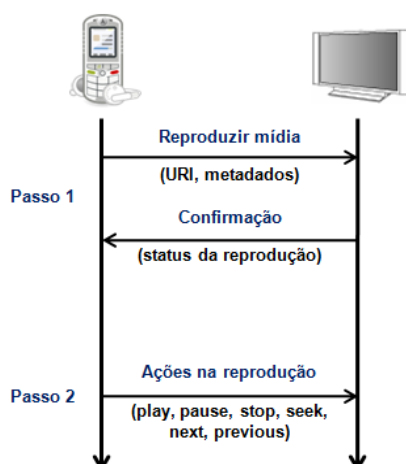 Reproduzir mídia
(URI, metadados)
Passo 1
Confirmação
(status da reprodução)
Ações na reprodução
Passo 2
(play, pause, stop, seek,
next, previous)